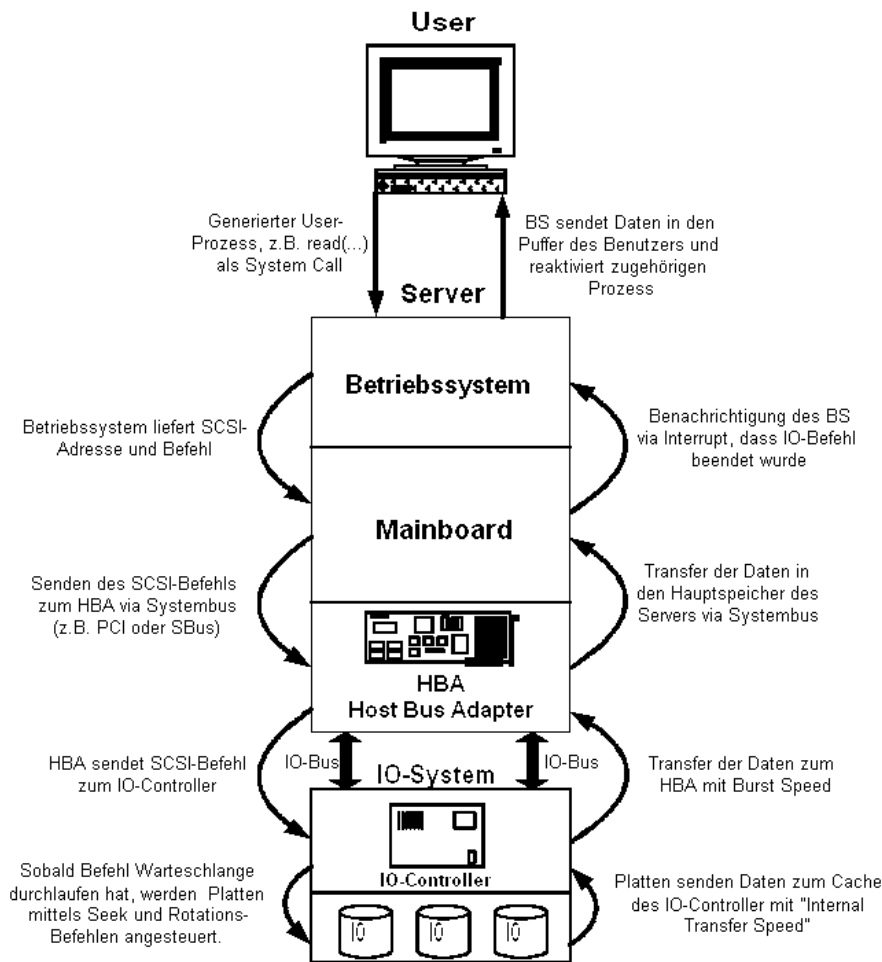 User
Generierter User-
Prozess, z.B. read(...)
als System Call
BS sendet Daten in den
Puffer des Benutzers und
reaktiviert zugehörigen
Prozess
Server
Betriebssystem
Betriebssystem liefert SCSI-
Adresse und Befehl
Benachrichtigung des BS
via Interrupt, dass IO-Befehl
beendet wurde
Mainboard
Senden des SCSI-Befehls
zum HBA via Systembus
(z.B. PCI oder SBus)
Transfer der Daten in
den Hauptspeicher des
Servers via Systembus
HBA
Host Bus Adapter
HBA sendet SCSI-Befehl
zum IO-Controller
IO-Bus
IO-Bus
IO-System
Transfer der Daten zum
HBA mit Burst Speed
IO-Controller
Sobald Befehl Warteschlange
durchlaufen hat, werden Platten
mittels Seek und Rotations-
Befehlen angesteuert.
Platten senden Daten zum Cache
des IO-Controller mit "Internal
Transfer Speed"
IO
IO
IO